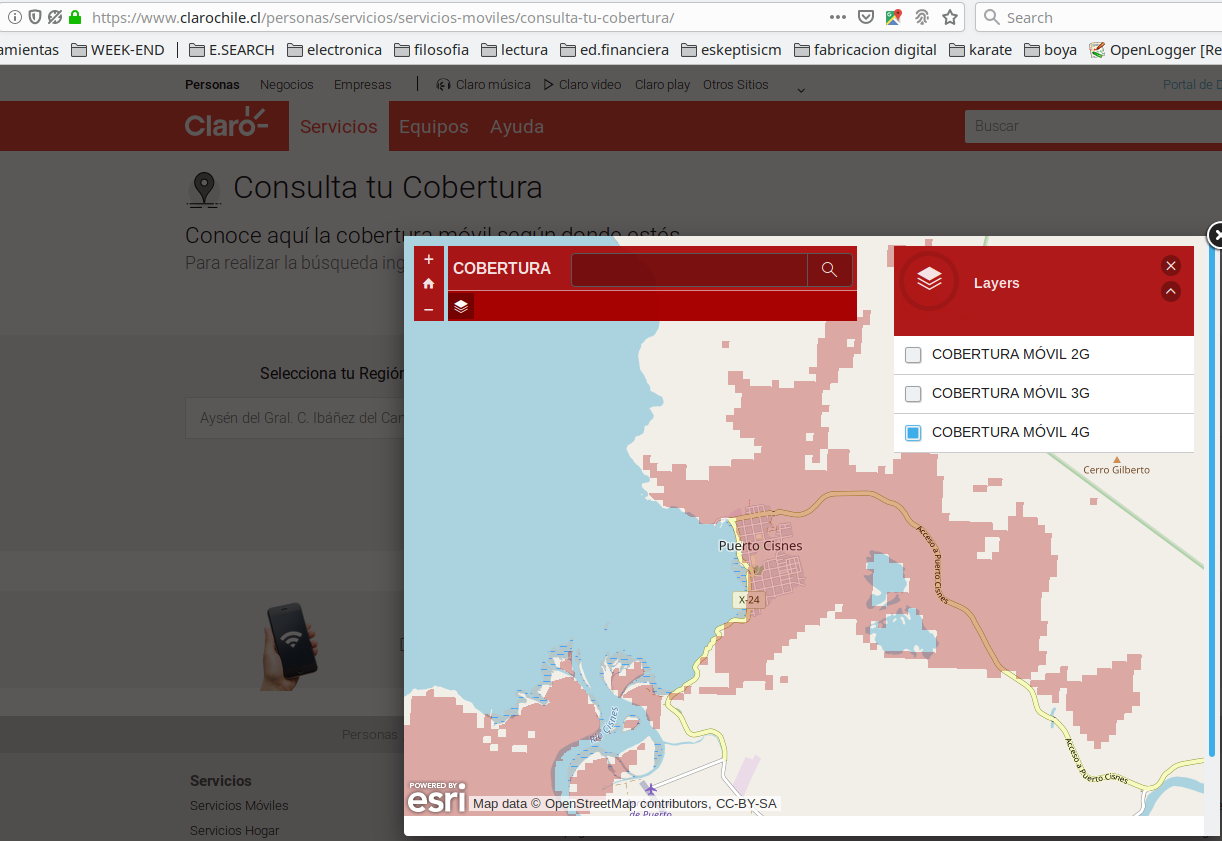 https://www.clarochile.cl/personas/servicios/servicios-moviles/consulta-tu-cobertura/
Search
amientas
WEEK-END
E.SEARCH
electronica
filosofia
lectura
ed.financiera
eskeptisicm
fabricacion digital
karate
boya
OpenLogger [Re
Personas
Negocios
Empresas
Claro música
Claro video
Claro play
Otros Sitios
Portal de D
Claro
Servicios
Equipos
Ayuda
Buscar
Consulta tu Cobertura
Conoce aquí la cobertura móvil según donde estés
Para realizar la búsqueda ing
COBERTURA
Layers
COBERTURA MÓVIL 2G
COBERTURA MÓVIL 3G
COBERTURA MÓVIL 4G
Selecciona tu Región
Aysén del Gral. C. Ibáñez del Car
Cerro Gilberto
Puerto Cisnes
Acceso a Puerto Cisnes
X-24
Río Cisnes
Acceso a Puerto Cisnes
Personas
Servicios
Servicios Móviles
Servicios Hogar
POWERED BY
esri
Map data © OpenStreetMap contributors, CC-BY-SA
de Puerto